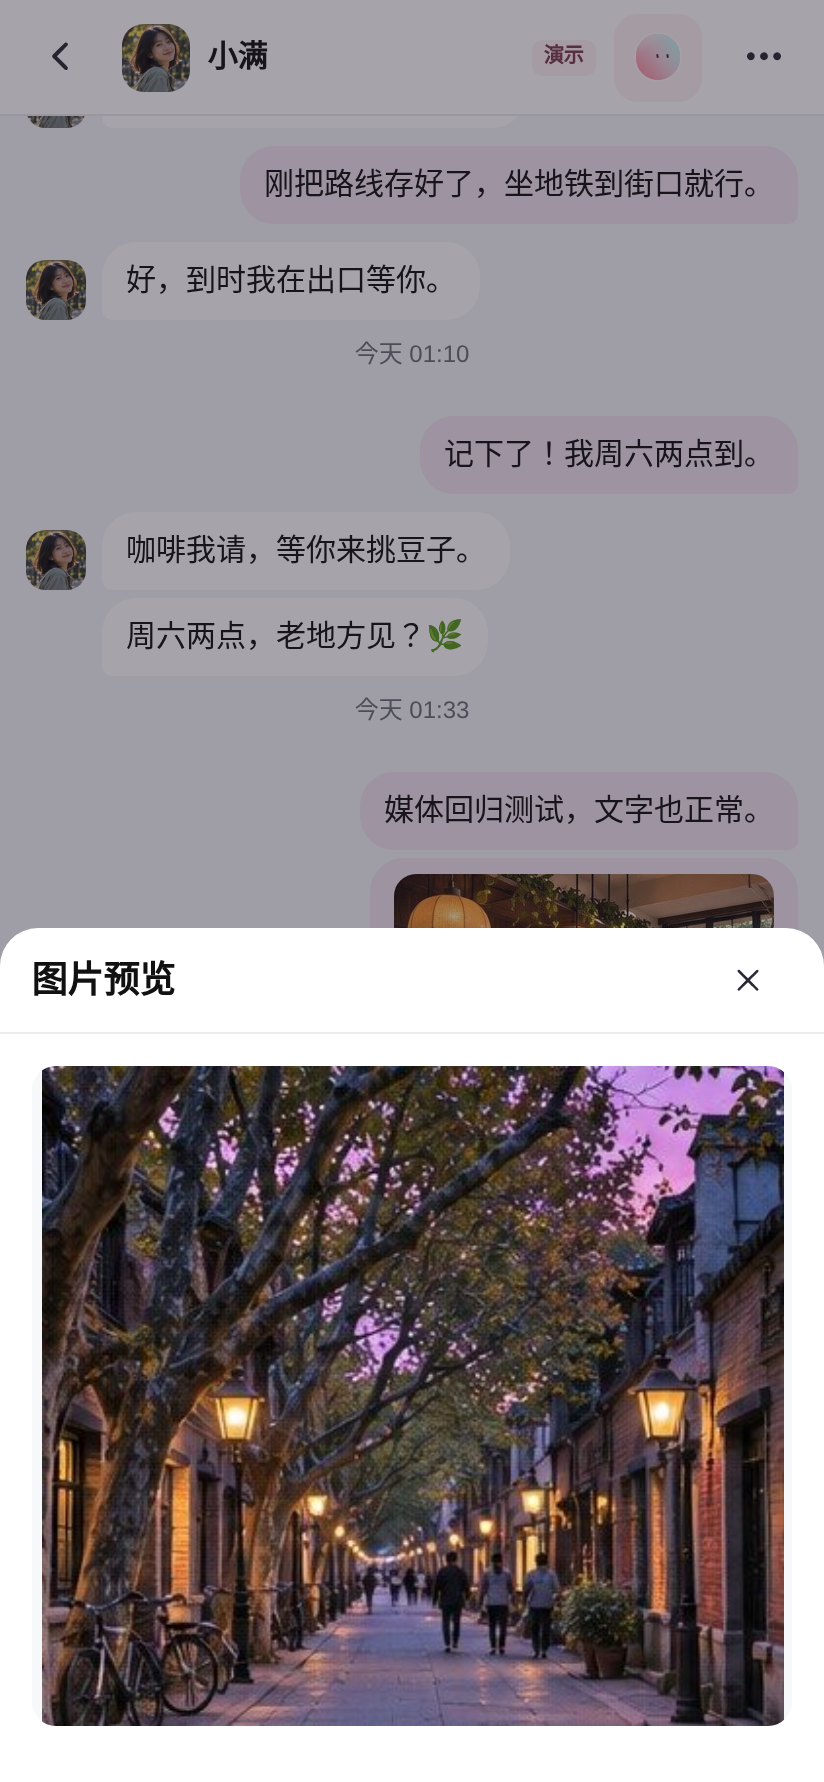 小满
演示
刚把路线存好了，坐地铁到街口就行。
好，到时我在出口等你。
今天 01:10
记下了！我周六两点到。
咖啡我请，等你来挑豆子。
周六两点，老地方见？🌿
今天 01:33
媒体回归测试，文字也正常。
图片预览